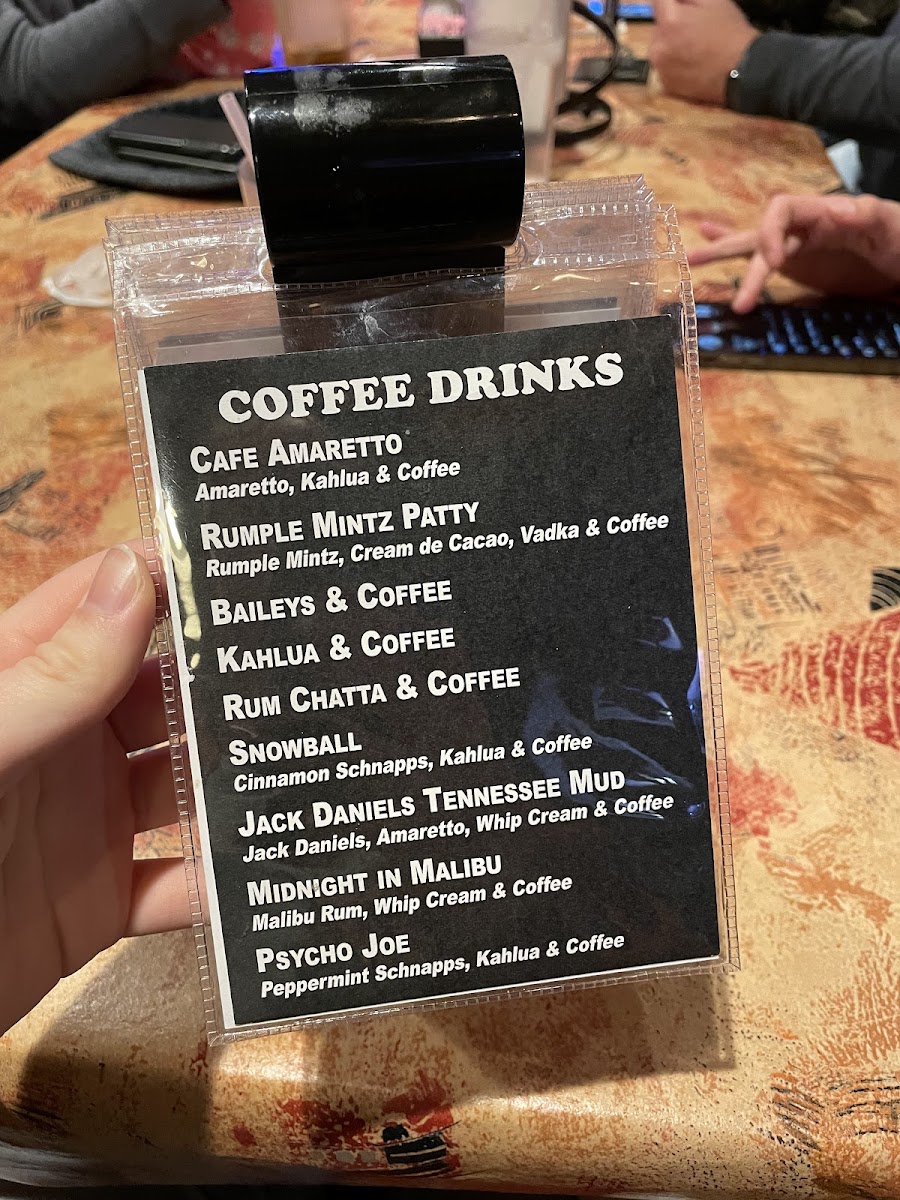 COFFEE DRINKS
CAFE AMARETTO
Amaretto, Kahlua & Coffee
RUMPLE MINTZ PATTY
Rumple Mintz, Cream de Cacao, Vadka & Coffee
BAILEYS & COFFEE
KAHLUA & COFFEE
RUM CHATTA & COFFEE
SNOWBALL
Cinnamon Schnapps, Kahlua & Coffee
JACK DANIELS TENNESSEE MUD
Jack Daniels, Amaretto, Whip Cream & Coffee
MIDNIGHT IN MALIBU
Malibu Rum, Whip Cream & Coffee
PSYCHO JOE
Peppermint Schnapps, Kahlua & Coffee